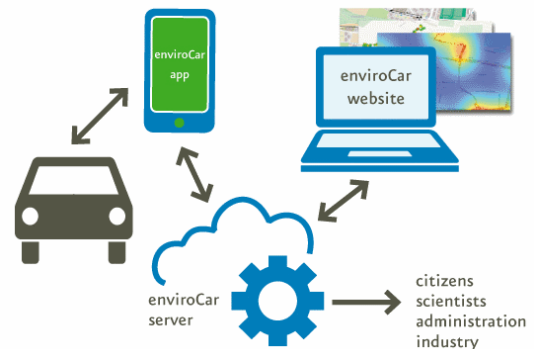 enviroCar
app
enviroCar
website
enviroCar
server
citizens
scientists
administration
industry